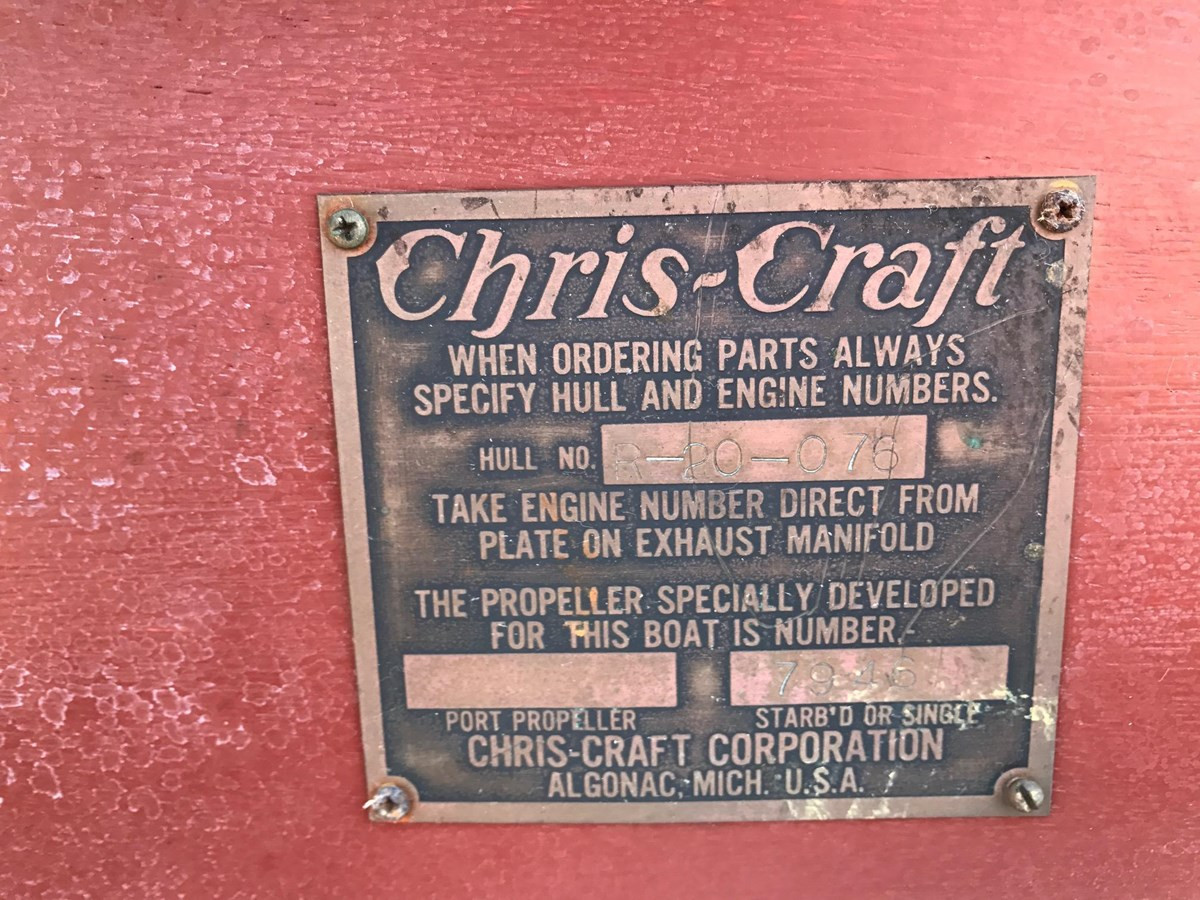 Chris-Craft
WHEN ORDERING PARTS ALWAYS
SPECIFY HULL AND ENGINE NUMBERS.
HULL NO. R-20-076
TAKE ENGINE NUMBER DIRECT FROM
PLATE ON EXHAUST MANIFOLD
THE PROPELLER SPECIALLY DEVELOPED
FOR THIS BOAT IS NUMBER.-
PORT PROPELLER
STARB'D OR SINGLE
CHRIS-CRAFT CORPORATION
ALGONAC, MICH. U.S.A.